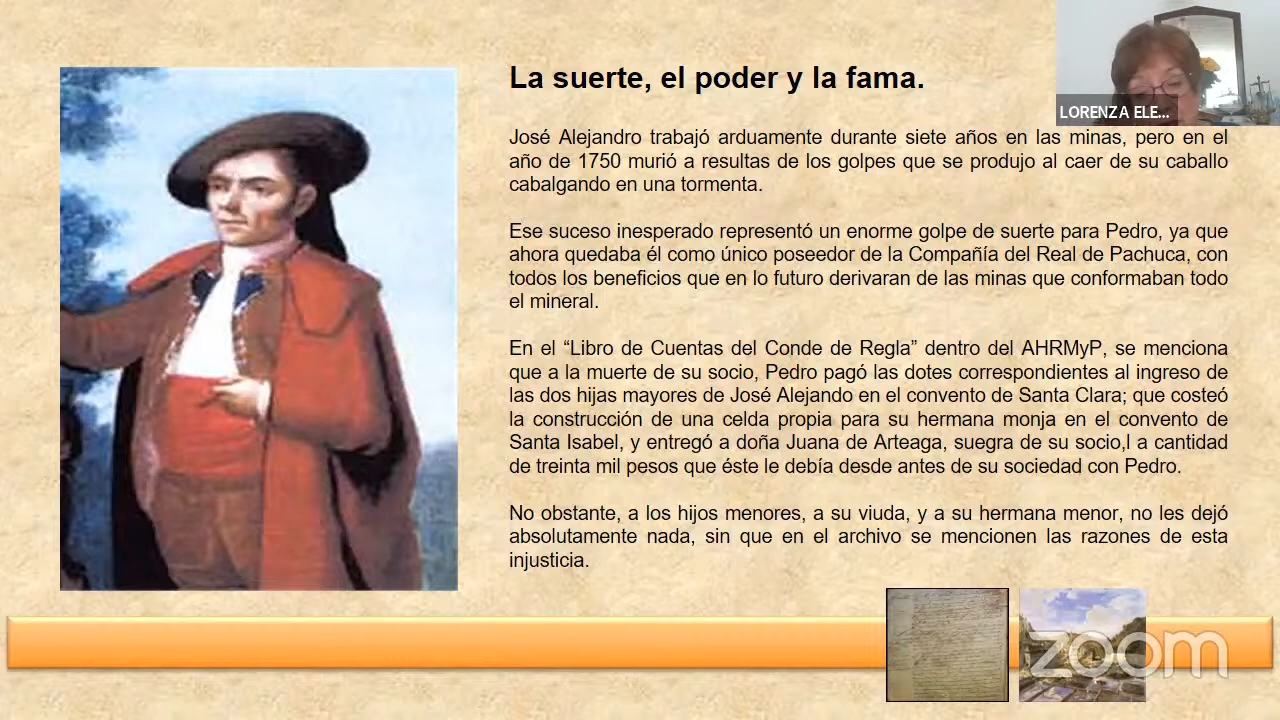 La suerte, el poder y la fama.
LORENZA ELE...
José Alejandro trabajó arduamente durante siete años en las minas, pero en el
año de 1750 murió a resultas de los golpes que se produjo al caer de su caballo
cabalgando en una tormenta.
Ese suceso inesperado representó un enorme golpe de suerte para Pedro, ya que
ahora quedaba él como único poseedor de la Compañía del Real de Pachuca, con
todos los beneficios que en lo futuro derivaran de las minas que conformaban todo
el mineral.
En el “Libro de Cuentas del Conde de Regla” dentro del AHRMyP, se menciona
que a la muerte de su socio, Pedro pagó las dotes correspondientes al ingreso de
las dos hijas mayores de José Alejando en el convento de Santa Clara; que costeó
la construcción de una celda propia para su hermana monja en el convento de
Santa Isabel, y entregó a doña Juana de Arteaga, suegra de su socio,l a cantidad
de treinta mil pesos que éste le debía desde antes de su sociedad con Pedro.
No obstante, a los hijos menores, a su viuda, y a su hermana menor, no les dejó
absolutamente nada, sin que en el archivo se mencionen las razones de esta
injusticia.
zoom